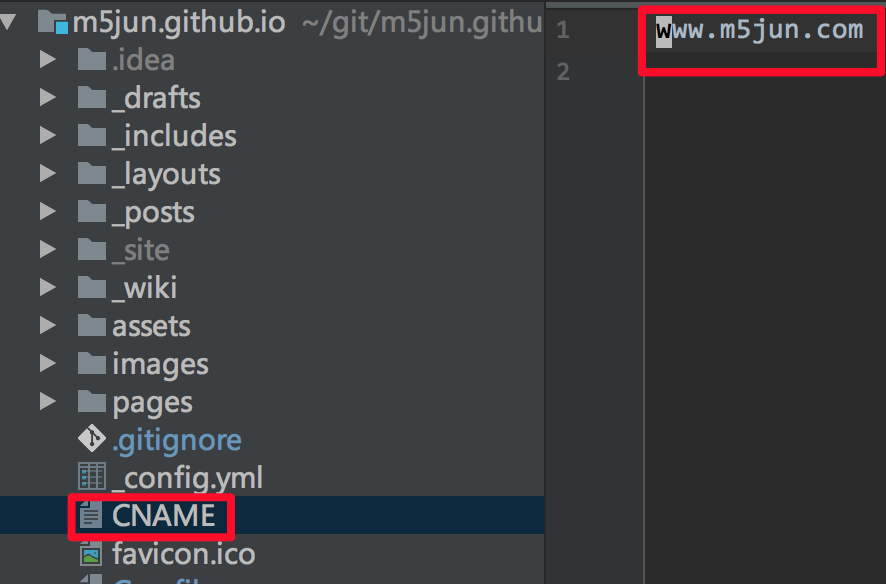 m5jun.github.io ~/git/m5jun.githu
.idea
_drafts
_includes
_layouts
_posts
_site
_wiki
assets
images
pages
.gitignore
_config.yml
CNAME
favicon.ico
1 www.m5jun.com
2